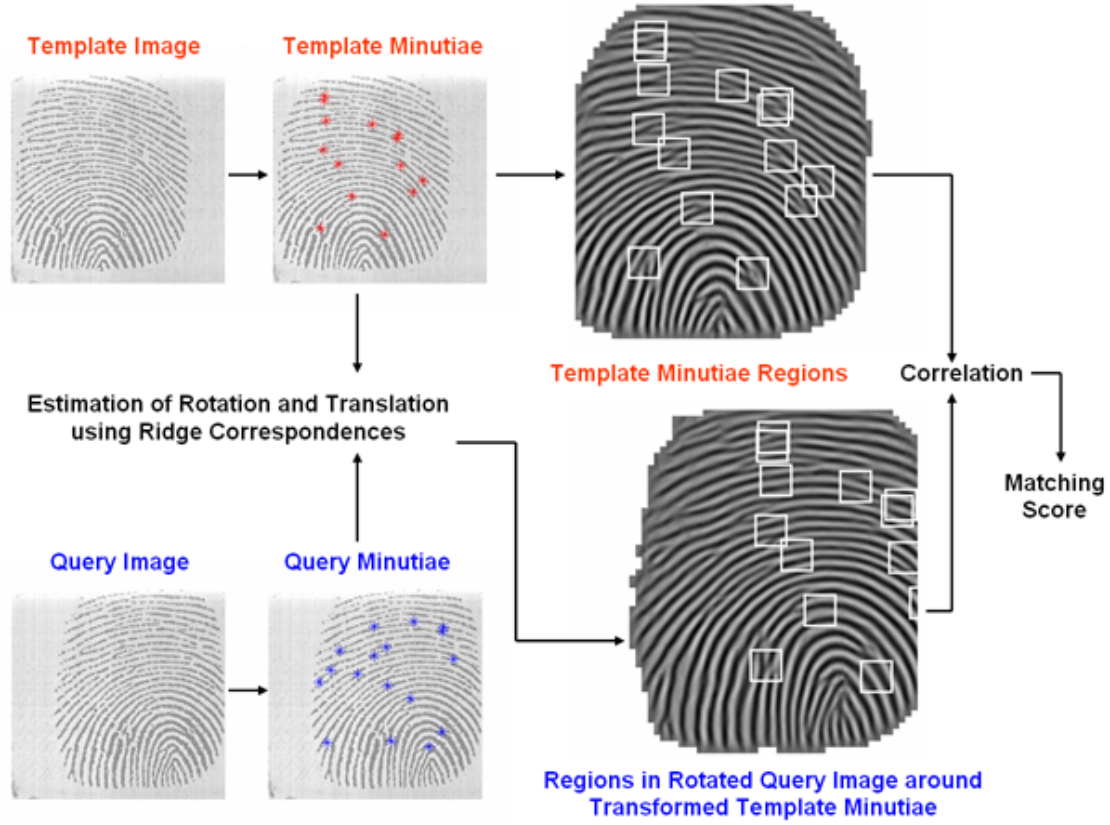 Template Image
Template Minutiae
Template Minutiae Regions
Correlation
Estimation of Rotation and Translation
using Ridge Correspondences
Matching
Score
Query Image
Query Minutiae
Regions in Rotated Query Image around
Transformed Template Minutiae